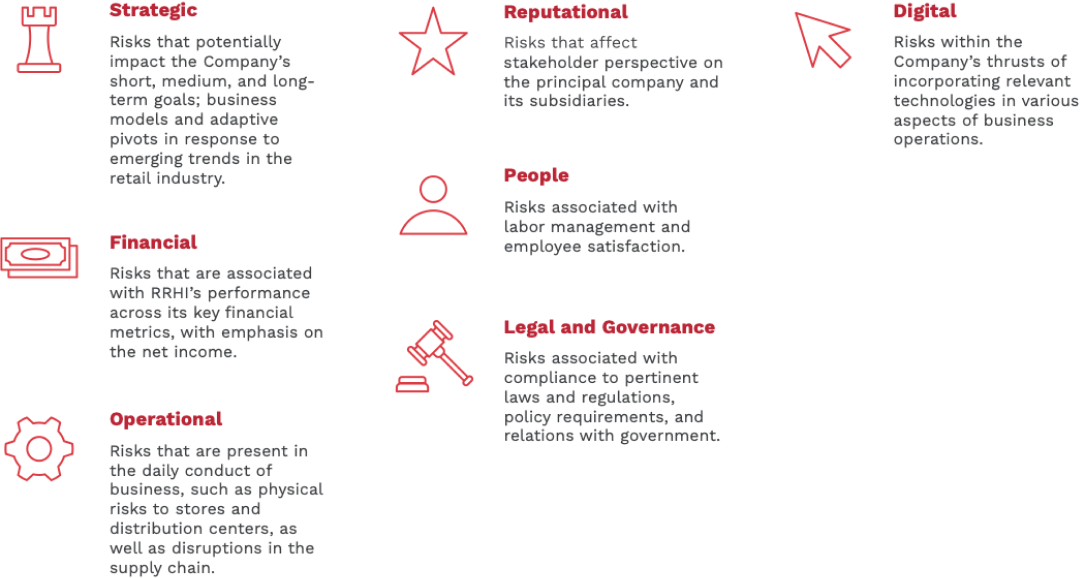 Strategic
Risks that potentially
impact the Company's
short, medium, and long-
term goals; business
models and adaptive
pivots in response to
emerging trends in the
retail industry.
Financial
Risks that are associated
with RRHI's performance
across its key financial
metrics, with emphasis on
the net income.
Operational
Risks that are present in
the daily conduct of
business, such as physical
risks to stores and
distribution centers, as
well as disruptions in the
supply chain.
Reputational
Risks that affect
stakeholder perspective on
the principal company and
its subsidiaries.
People
Risks associated with
labor management and
employee satisfaction.
Legal and Governance
Risks associated with
compliance to pertinent
laws and regulations,
policy requirements, and
relations with government.
Digital
Risks within the
Company's thrusts of
incorporating relevant
technologies in various
aspects of business
operations.